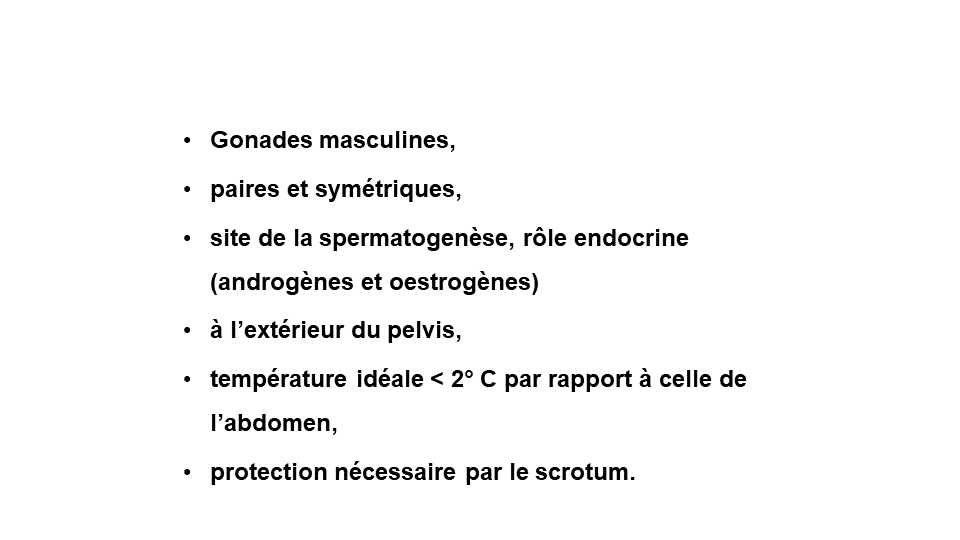 • Gonades masculines,
• paires et symétriques,
• site de la spermatogenèse, rôle endocrine
(androgènes et oestrogènes)
• à l’extérieur du pelvis,
• température idéale < 2° C par rapport à celle de
l’abdomen,
• protection nécessaire par le scrotum.